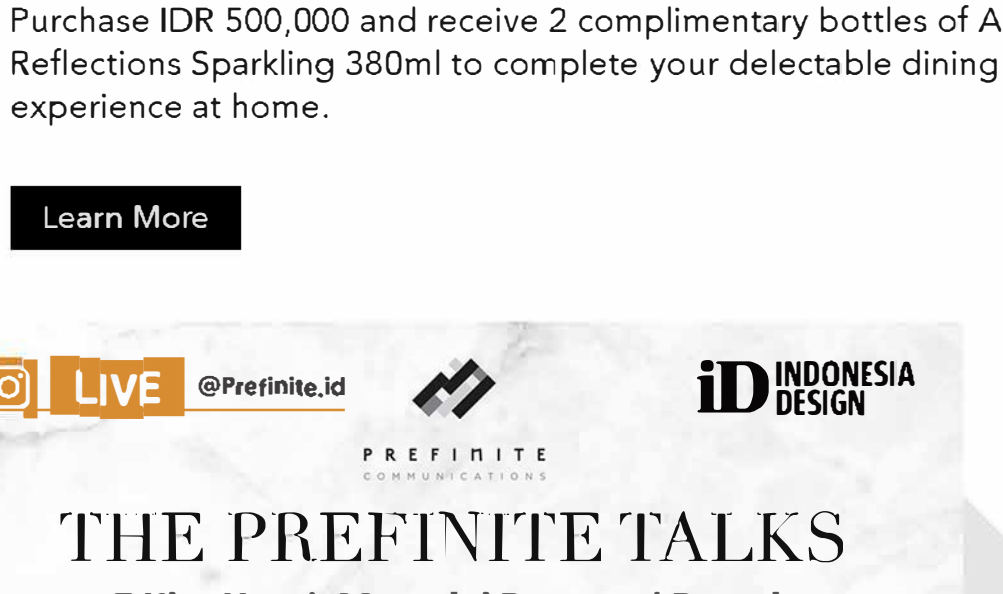 Purchase IDR 500,000 and receive 2 complimentary bottles of A
Reflections Sparkling 380ml to complete your delectable dining
experience at home.
Learn More
LIVE @Prefinite.id
PREFINITE
COMMUNICATIONS
iD INDONESIA
DESIGN
THE PREFINITE TALKS